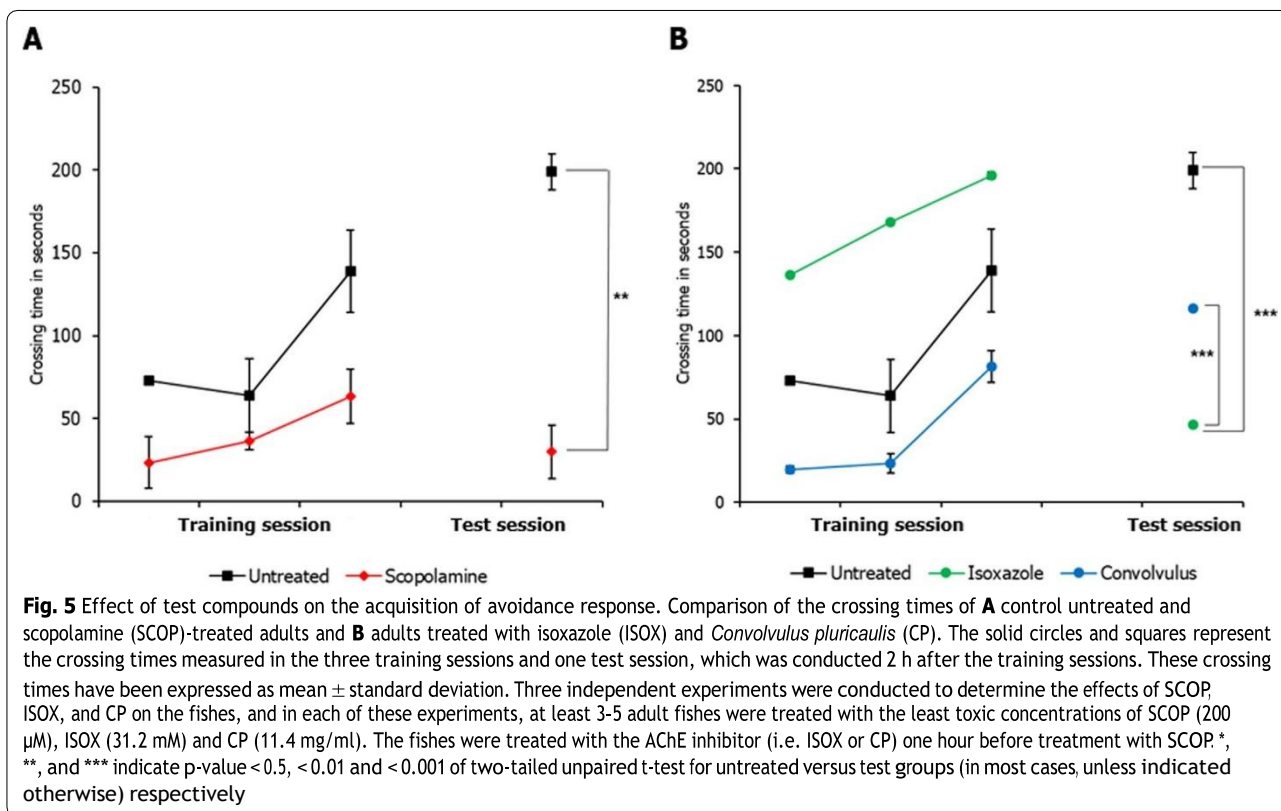 A
B
250
200
150
100
50
0
Crossing time in seconds
**
Training session
Test session
Untreated
Scopolamine
250
200
150
100
50
0
Crossing time in seconds
***
***
Training session
Test session
Untreated
Isoxazole
Convolvulus
Fig. 5 Effect of test compounds on the acquisition of avoidance response. Comparison of the crossing times of A control untreated and
scopolamine (SCOP)-treated adults and B adults treated with isoxazole (ISOX) and Convolvulus pluricaulis (CP). The solid circles and squares represent
the crossing times measured in the three training sessions and one test session, which was conducted 2 h after the training sessions. These crossing
times have been expressed as mean ± standard deviation. Three independent experiments were conducted to determine the effects of SCOP,
ISOX, and CP on the fishes, and in each of these experiments, at least 3-5 adult fishes were treated with the least toxic concentrations of SCOP (200
µM), ISOX (31.2 mM) and CP (11.4 mg/ml). The fishes were treated with the AChE inhibitor (i.e. ISOX or CP) one hour before treatment with SCOP. *,
**, and *** indicate p-value < 0.5, < 0.01 and < 0.001 of two-tailed unpaired t-test for untreated versus test groups (in most cases, unless indicated
otherwise) respectively